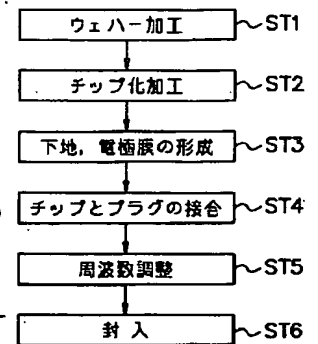 ウェハー加工 ST1
チップ化加工 ST2
下地，電極膜の形成 ST3
チップとプラグの接合 ST4
周波数調整 ST5
封入 ST6